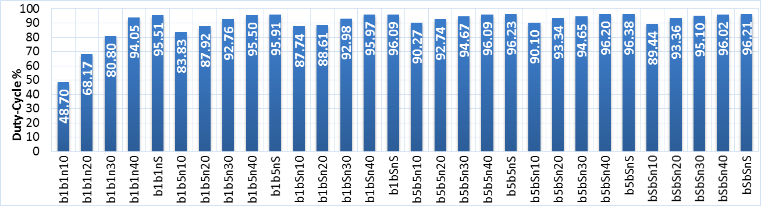 Duty-Cycle %
100
90
80
70
60
50
40
30
20
10
0
48.70
68.17
80.80
94.05
95.51
83.83
87.92
92.76
95.50
95.91
87.74
88.61
92.98
95.97
96.09
90.27
92.74
94.67
96.09
96.23
90.10
93.34
94.65
96.20
96.38
89.44
93.36
95.10
96.02
96.21
b1b1n10
b1b1n20
b1b1n30
b1b1n40
b1b1nS
b1b5n10
b1b5n20
b1b5n30
b1b5n40
b1b5nS
b1bSn10
b1bSn20
b1bSn30
b1bSn40
b1bSnS
b5b5n10
b5b5n20
b5b5n30
b5b5n40
b5b5nS
b5bSn10
b5bSn20
b5bSn30
b5bSn40
b5bSnS
bSbSn10
bSbSn20
bSbSn30
bSbSn40
bSbSnS